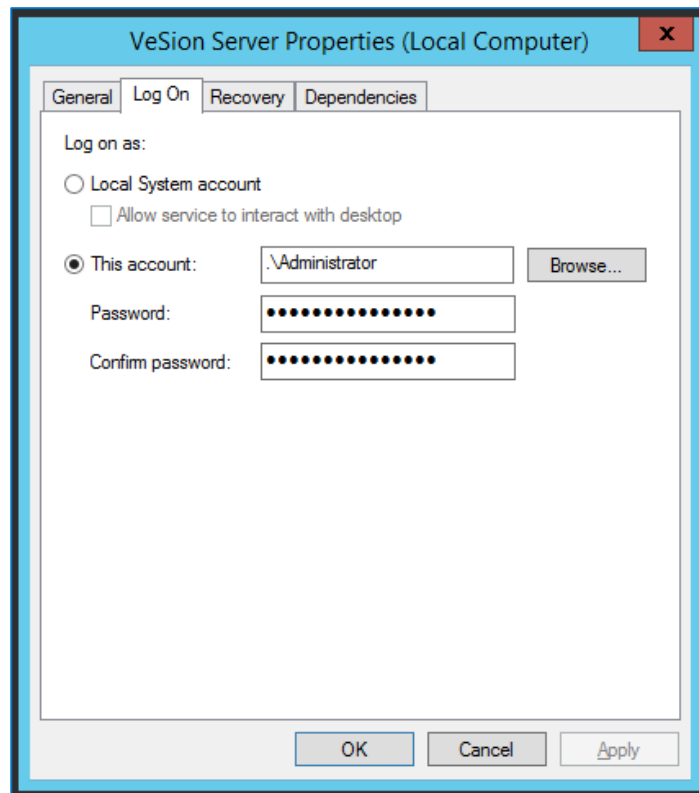 VeSion Server Properties (Local Computer)
x
General Log On Recovery Dependencies
Log on as:
Local System account
Allow service to interact with desktop
This account: .\Administrator Browse...
Password: •••••••••••••••
Confirm password: •••••••••••••••
OK Cancel Apply